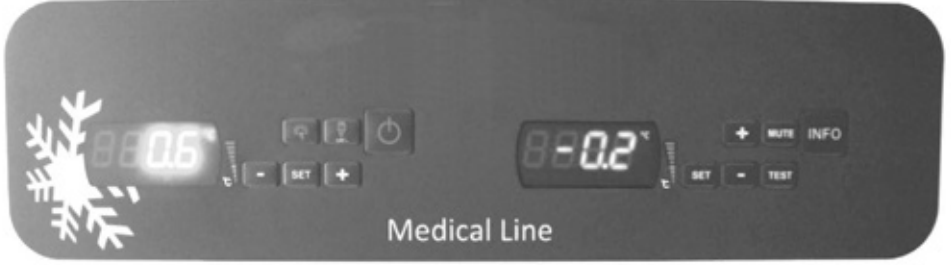 0.6 °C
- SET +
-0.2 °C
+ MUTE INFO
SET - TEST
Medical Line